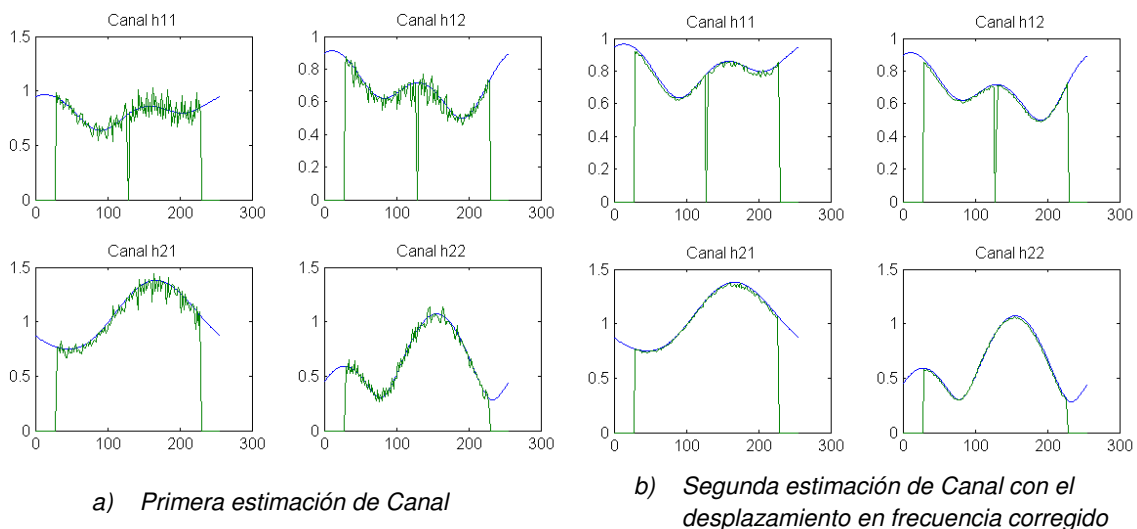 Canal h11
1.5
1
0.5
0
0 100 200 300
Canal h12
1
0.8
0.6
0.4
0.2
0
0 100 200 300
Canal h21
1.5
1
0.5
0
0 100 200 300
Canal h22
1.5
1
0.5
0
0 100 200 300
a) Primera estimación de Canal
Canal h11
1
0.8
0.6
0.4
0.2
0
0 100 200 300
Canal h12
1
0.8
0.6
0.4
0.2
0
0 100 200 300
Canal h21
1.5
1
0.5
0
0 100 200 300
Canal h22
1.5
1
0.5
0
0 100 200 300
b) Segunda estimación de Canal con el
desplazamiento en frecuencia corregido